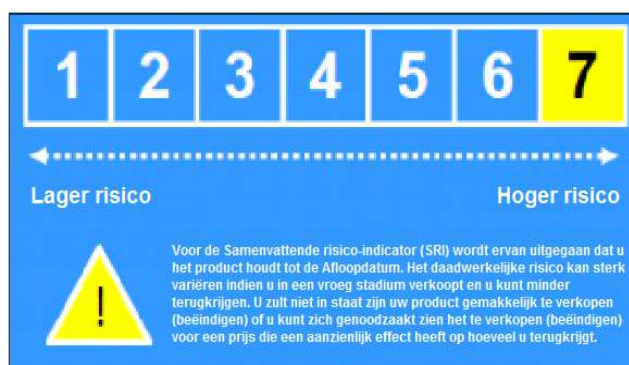 1 2 3 4 5 6 7
Lager risico Hoger risico
Voor de Samenvattende risico-indicator (SRI) wordt ervan uitgegaan dat u
het product houdt tot de Afloopdatum. Het daadwerkelijke risico kan sterk
variëren indien u in een vroeg stadium verkoopt en u kunt minder
terugkrijgen. U zult niet in staat zijn uw product gemakkelijk te verkopen
(beëindigen) of u kunt zich genoodzaakt zien het te verkopen (beëindigen)
voor een prijs die een aanzienlijk effect heeft op hoeveel u terugkrijgt.
!